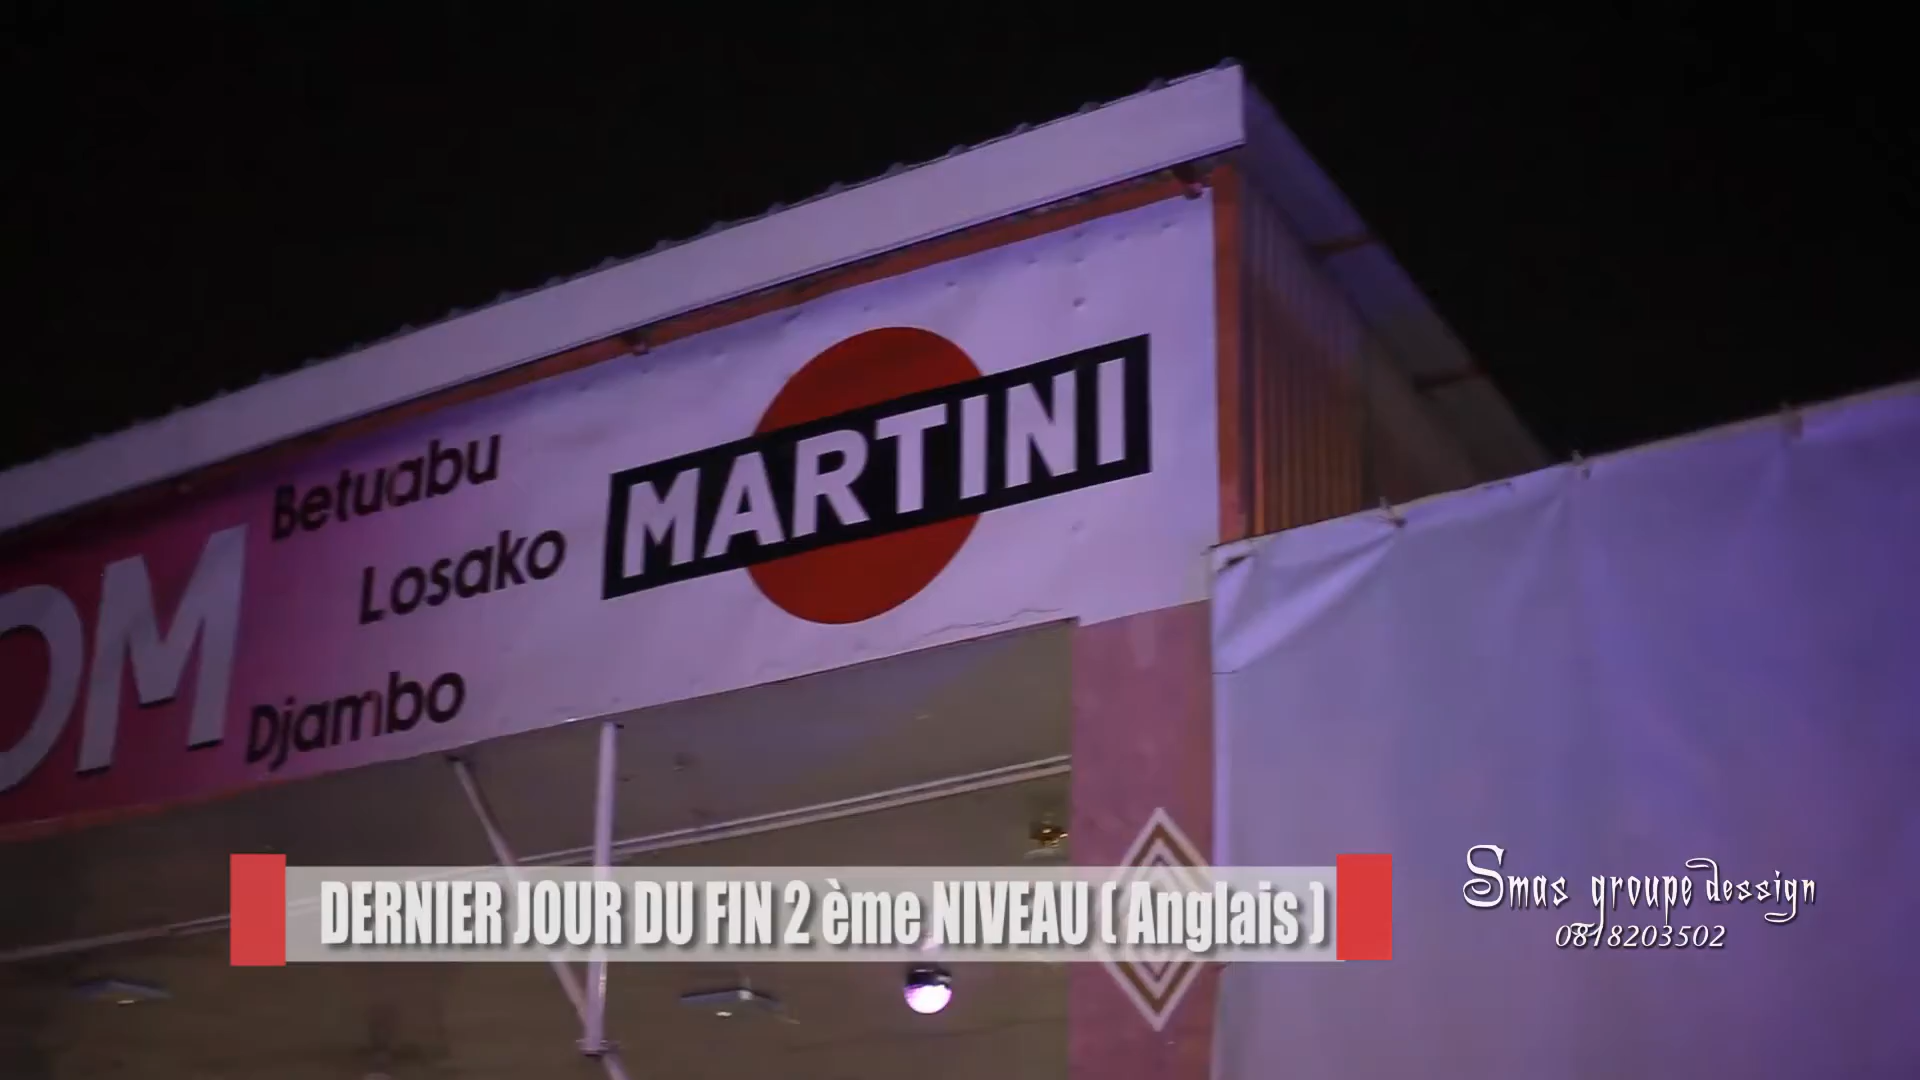 OM
Betuabu
Losako
Djambo
MARTINI
DERNIER JOUR DU FIN 2 ème NIVEAU ( Anglais )
Smas groupe dessign
0818203502